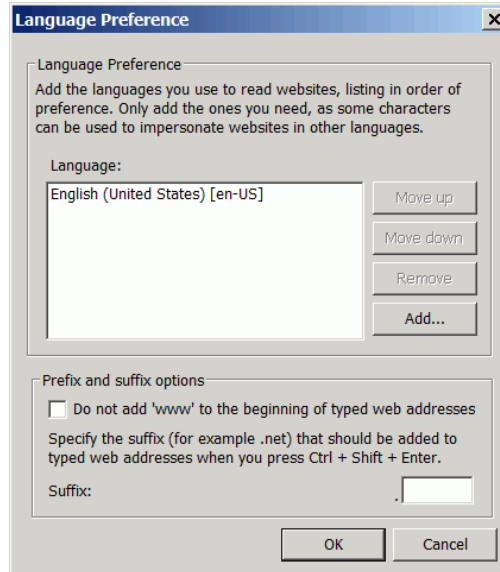 Language Preference
Language Preference
Add the languages you use to read websites, listing in order of
preference. Only add the ones you need, as some characters
can be used to impersonate websites in other languages.
Language:
English (United States) [en-US]
Move up
Move down
Remove
Add...
Prefix and suffix options
Do not add 'www' to the beginning of typed web addresses
Specify the suffix (for example .net) that should be added to
typed web addresses when you press Ctrl + Shift + Enter.
Suffix: .
OK Cancel